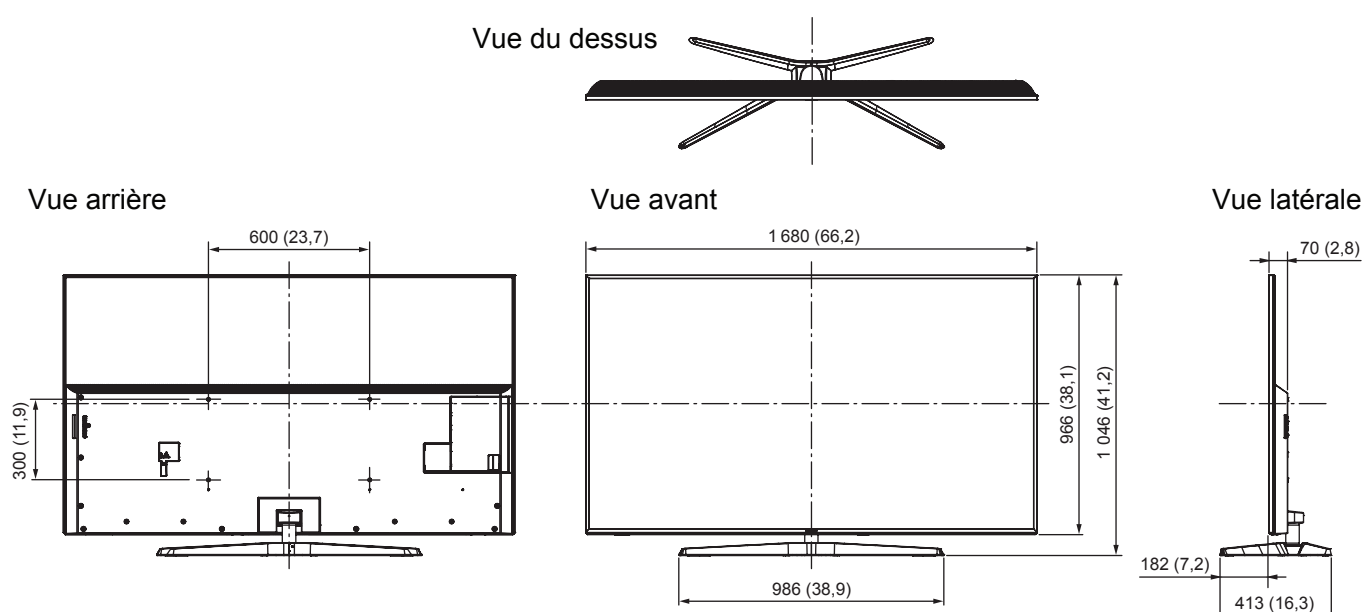 Vue du dessus
Vue arrière
Vue avant
Vue latérale
600 (23,7)
1 680 (66,2)
70 (2,8)
300 (11,9)
966 (38,1)
1 046 (41,2)
986 (38,9)
182 (7,2)
413 (16,3)